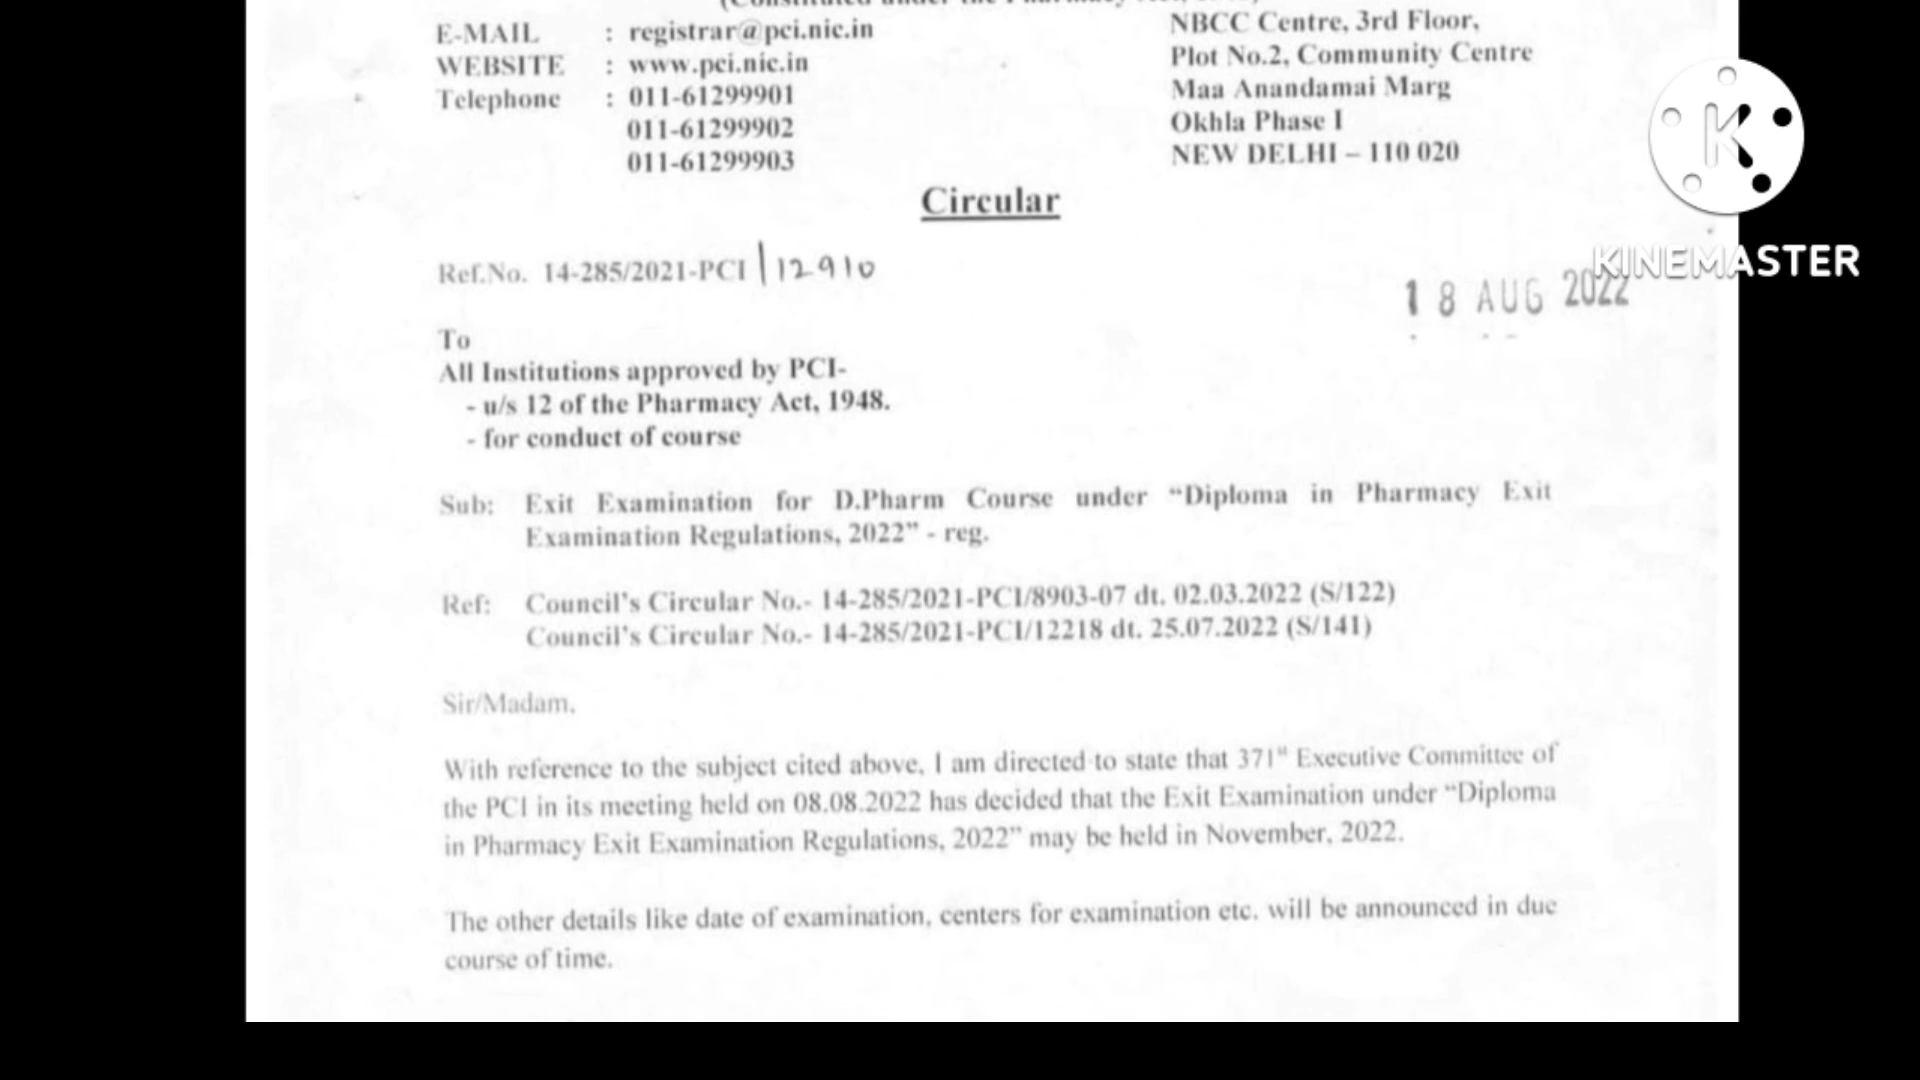 E-MAIL : registrar@pci.nic.in
WEBSITE : www.pci.nic.in
Telephone : 011-61299901
011-61299902
011-61299903
NBCC Centre, 3rd Floor,
Plot No.2, Community Centre
Maa Anandamai Marg
Okhla Phase I
NEW DELHI – 110 020
K
KINEMASTER
Circular
Ref.No. 14-285/2021-PCI | 12910
18 AUG 2022
To
All Institutions approved by PCI-
- u/s 12 of the Pharmacy Act, 1948.
- for conduct of course
Sub: Exit Examination for D.Pharm Course under “Diploma in Pharmacy Exit
Examination Regulations, 2022” - reg.
Ref: Council's Circular No.- 14-285/2021-PCI/8903-07 dt. 02.03.2022 (S/122)
Council's Circular No.- 14-285/2021-PCI/12218 dt. 25.07.2022 (S/141)
Sir/Madam,
With reference to the subject cited above, I am directed to state that 371st Executive Committee of
the PCI in its meeting held on 08.08.2022 has decided that the Exit Examination under “Diploma
in Pharmacy Exit Examination Regulations, 2022” may be held in November, 2022.
The other details like date of examination, centers for examination etc. will be announced in due
course of time.